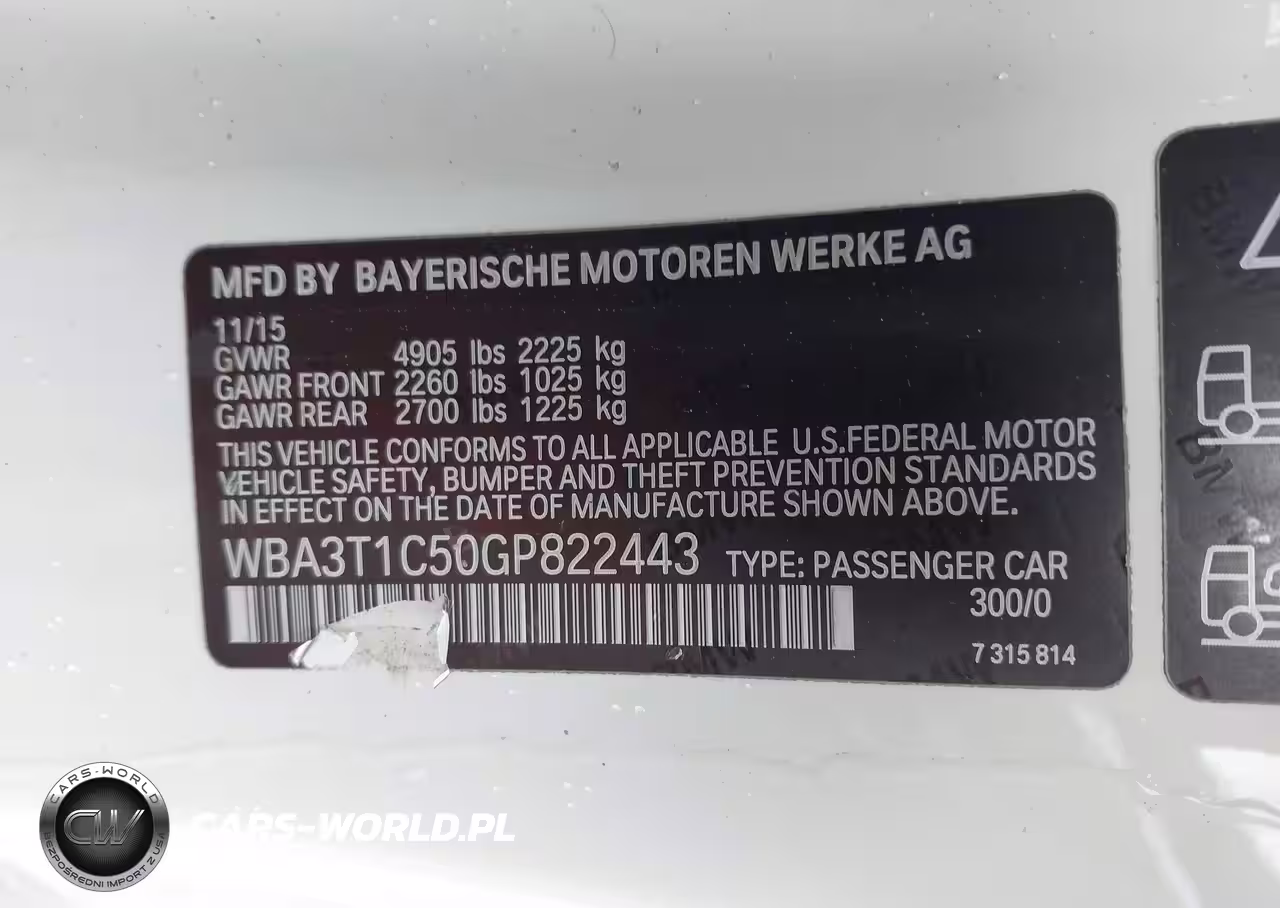 MFD BY BAYERISCHE MOTOREN WERKE AG
11/15
GVWR 4905 lbs 2225 kg
GAWR FRONT 2260 lbs 1025 kg
GAWR REAR 2700 lbs 1225 kg
THIS VEHICLE CONFORMS TO ALL APPLICABLE U.S.FEDERAL MOTOR
VEHICLE SAFETY, BUMPER AND THEFT PREVENTION STANDARDS
IN EFFECT ON THE DATE OF MANUFACTURE SHOWN ABOVE.
WBA3T1C50GP822443 TYPE: PASSENGER CAR
300/0
7 315 814
CARS-WORLD
CW
BEZPOŚREDNI IMPORT Z USA
CARS-WORLD.PL